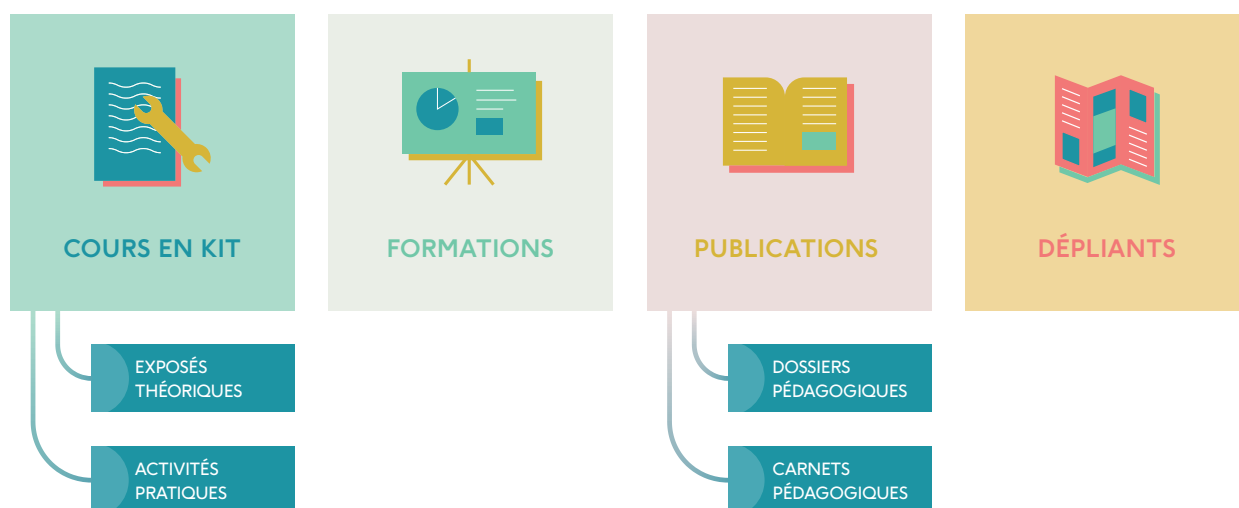 COURS EN KIT
FORMATIONS
PUBLICATIONS
DÉPLIANTS
EXPOSÉS
THÉORIQUES
ACTIVITÉS
PRATIQUES
DOSSIERS
PÉDAGOGIQUES
CARNETS
PÉDAGOGIQUES